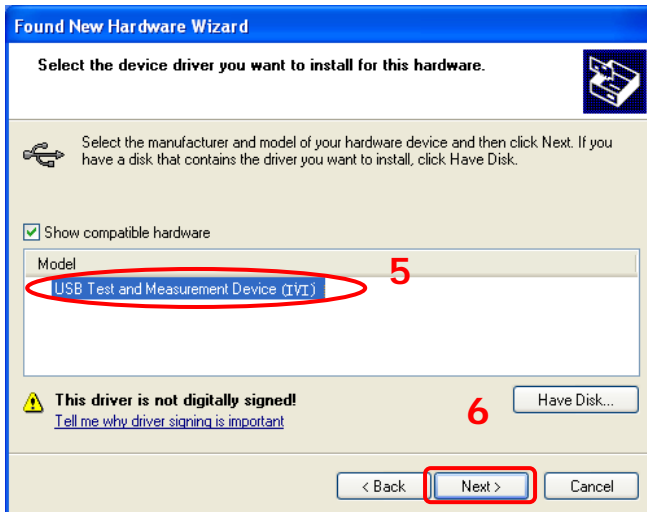 Found New Hardware Wizard
Select the device driver you want to install for this hardware.
Select the manufacturer and model of your hardware device and then click Next. If you
have a disk that contains the driver you want to install, click Have Disk.
Show compatible hardware
Model
5
USB Test and Measurement Device (IVI)
This driver is not digitally signed!
Tell me why driver signing is important
6
Have Disk...
< Back
Next >
Cancel